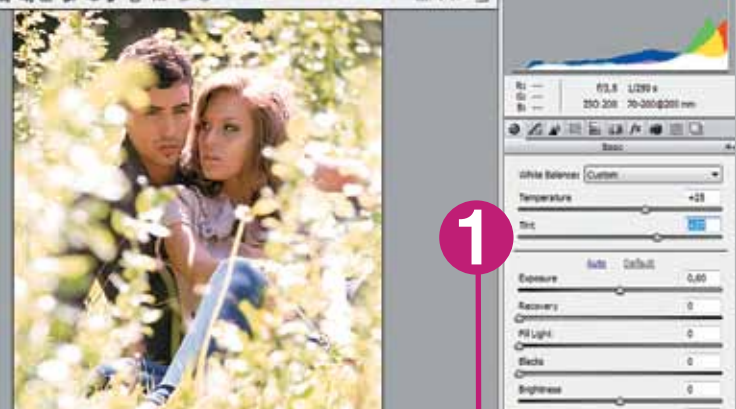 1
R: ---
G: ---
B: ---
f/3,5 1/250 s
ISO 200 70-200@200 mm
Basic
White Balance: Custom
Temperature +25
Tint
Auto Default
Exposure 0,00
Recovery 0
Fill Light 0
Blacks 0
Brightness 0